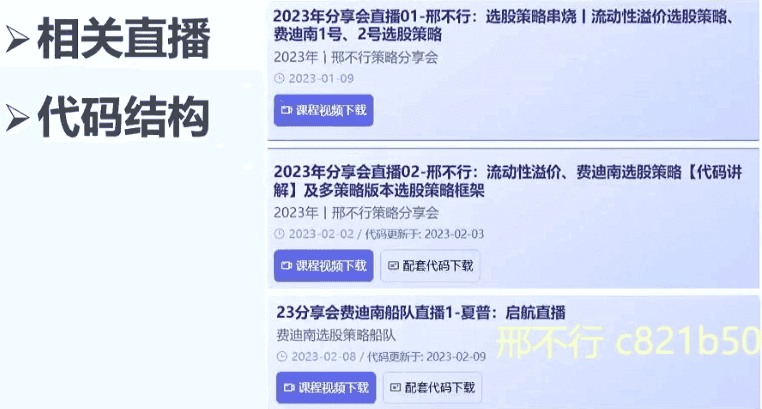 ➢相关直播
➢代码结构
2023年分享会直播01-邢不行：选股策略串烧丨流动性溢价选股策略、
费迪南1号、2号选股策略
2023年丨邢不行策略分享会
2023-01-09
课程视频下载
2023年分享会直播02-邢不行：流动性溢价、费迪南选股策略【代码讲
解】及多策略版本选股策略框架
2023年丨邢不行策略分享会
2023-02-02 / 代码更新于: 2023-02-03
课程视频下载 配套代码下载
23分享会费迪南船队直播1-夏普：启航直播
费迪南选股策略船队
2023-02-08 / 代码更新于: 2023-02-09
课程视频下载 配套代码下载
邢不行 c821b50